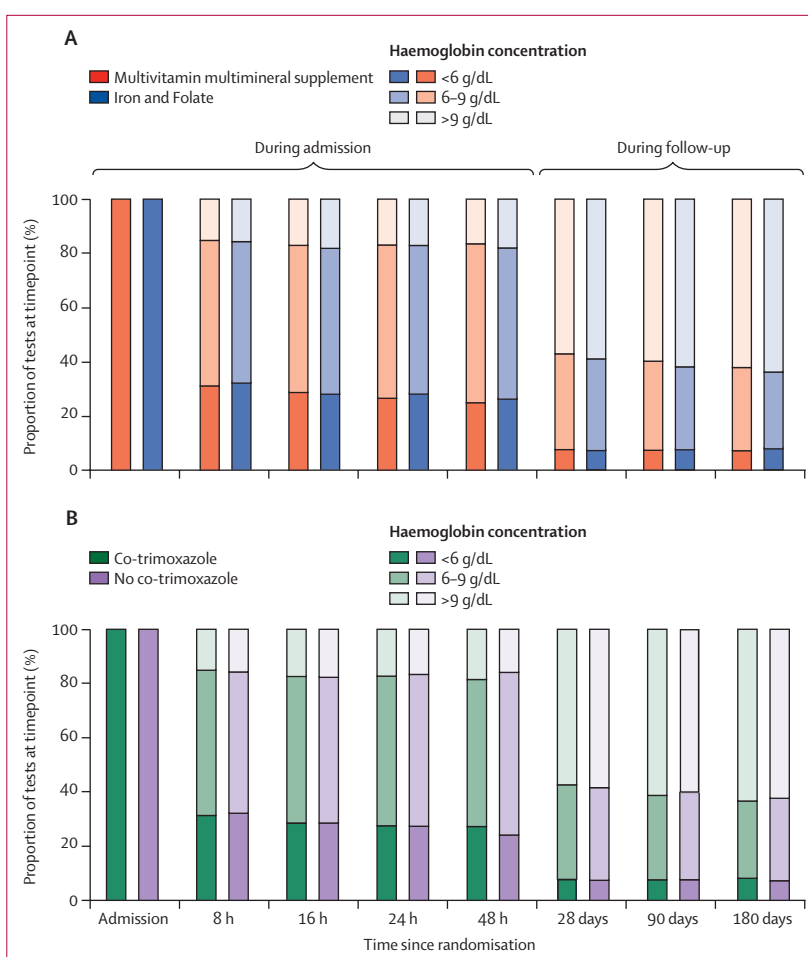 A
Haemoglobin concentration
Multivitamin multimineral supplement
<6 g/dL
Iron and Folate
6–9 g/dL
>9 g/dL
During admission
During follow-up
Proportion of tests at timepoint (%)
100
80
60
40
20
0
B
Haemoglobin concentration
Co-trimoxazole
<6 g/dL
No co-trimoxazole
6–9 g/dL
>9 g/dL
Proportion of tests at timepoint (%)
100
80
60
40
20
0
Admission 8 h 16 h 24 h 48 h 28 days 90 days 180 days
Time since randomisation